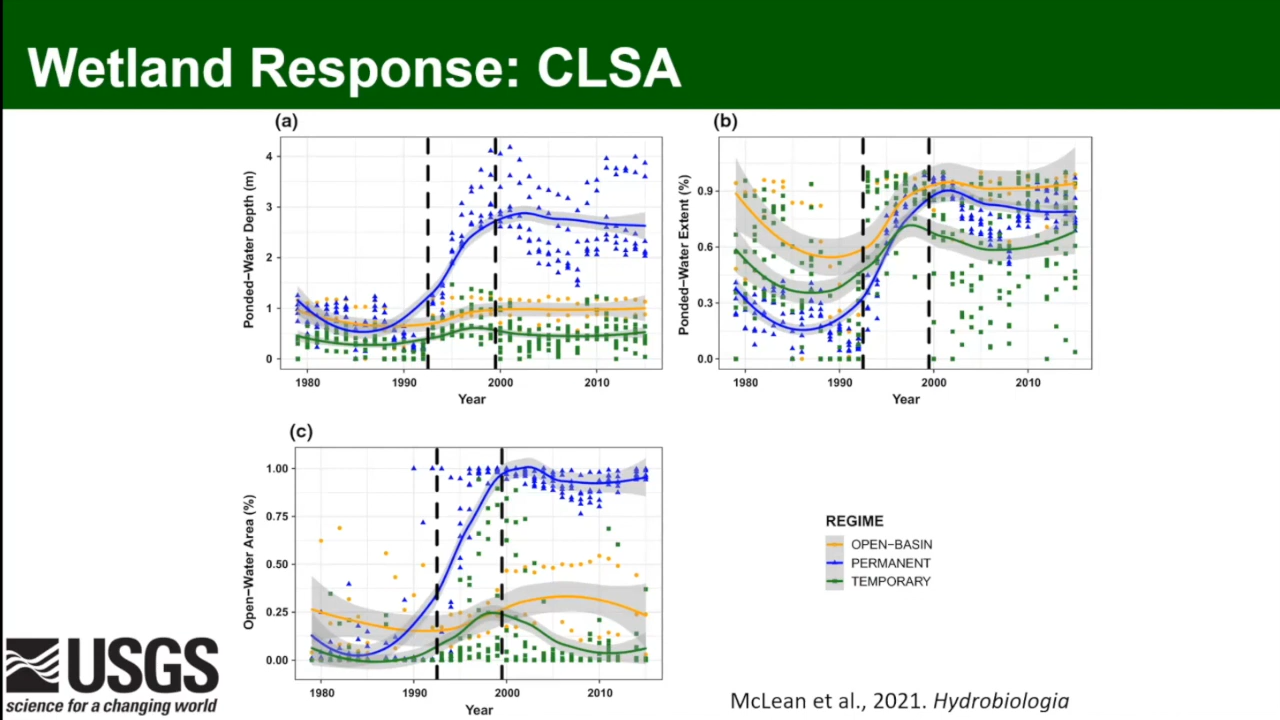 Wetland Response: CLSA
(a)
Ponded−Water Depth (m)
4
3
2
1
0
1980 1990 2000 2010
Year
(b)
Ponded−Water Extent (%)
0.9
0.6
0.3
0.0
1980 1990 2000 2010
Year
(c)
Open−Water Area (%)
1.00
0.75
0.50
0.25
0.00
1980 1990 2000 2010
Year
REGIME
OPEN−BASIN
PERMANENT
TEMPORARY
USGS
science for a changing world
McLean et al., 2021. Hydrobiologia